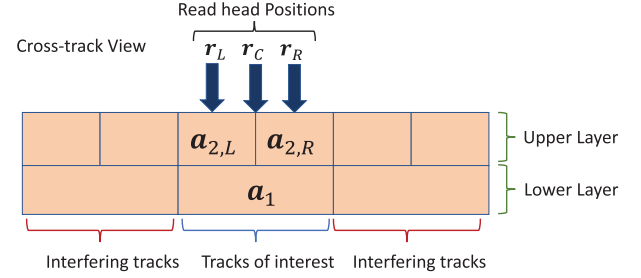 Read head Positions
Cross-track View
r_L r_C r_R
a_{2,L} a_{2,R}
Upper Layer
a_1
Lower Layer
Interfering tracks Tracks of interest Interfering tracks